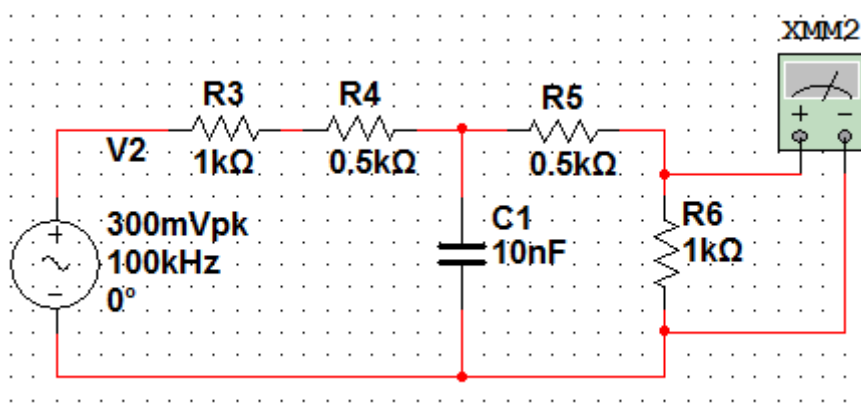 XMM2
R3
R4
R5
+
−
V2
1kΩ
0.5kΩ
0.5kΩ
300mVpk
100kHz
0°
+
−
C1
10nF
R6
1kΩ